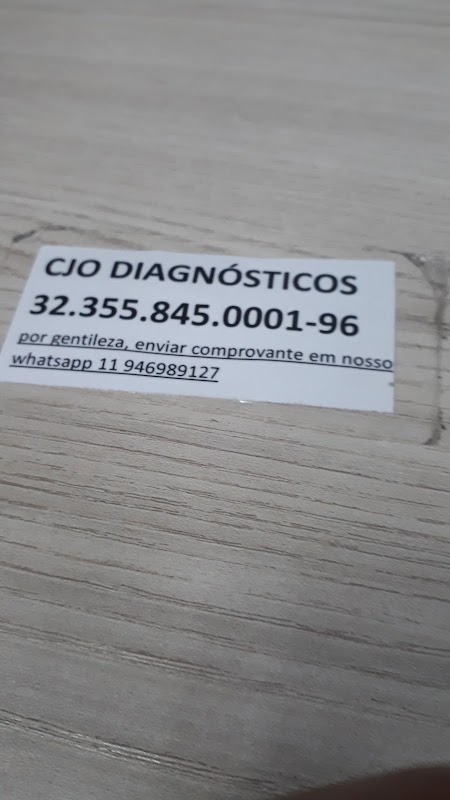 CJO DIAGNÓSTICOS
32.355.845.0001-96
por gentileza, enviar comprovante em nosso
whatsapp 11 946989127